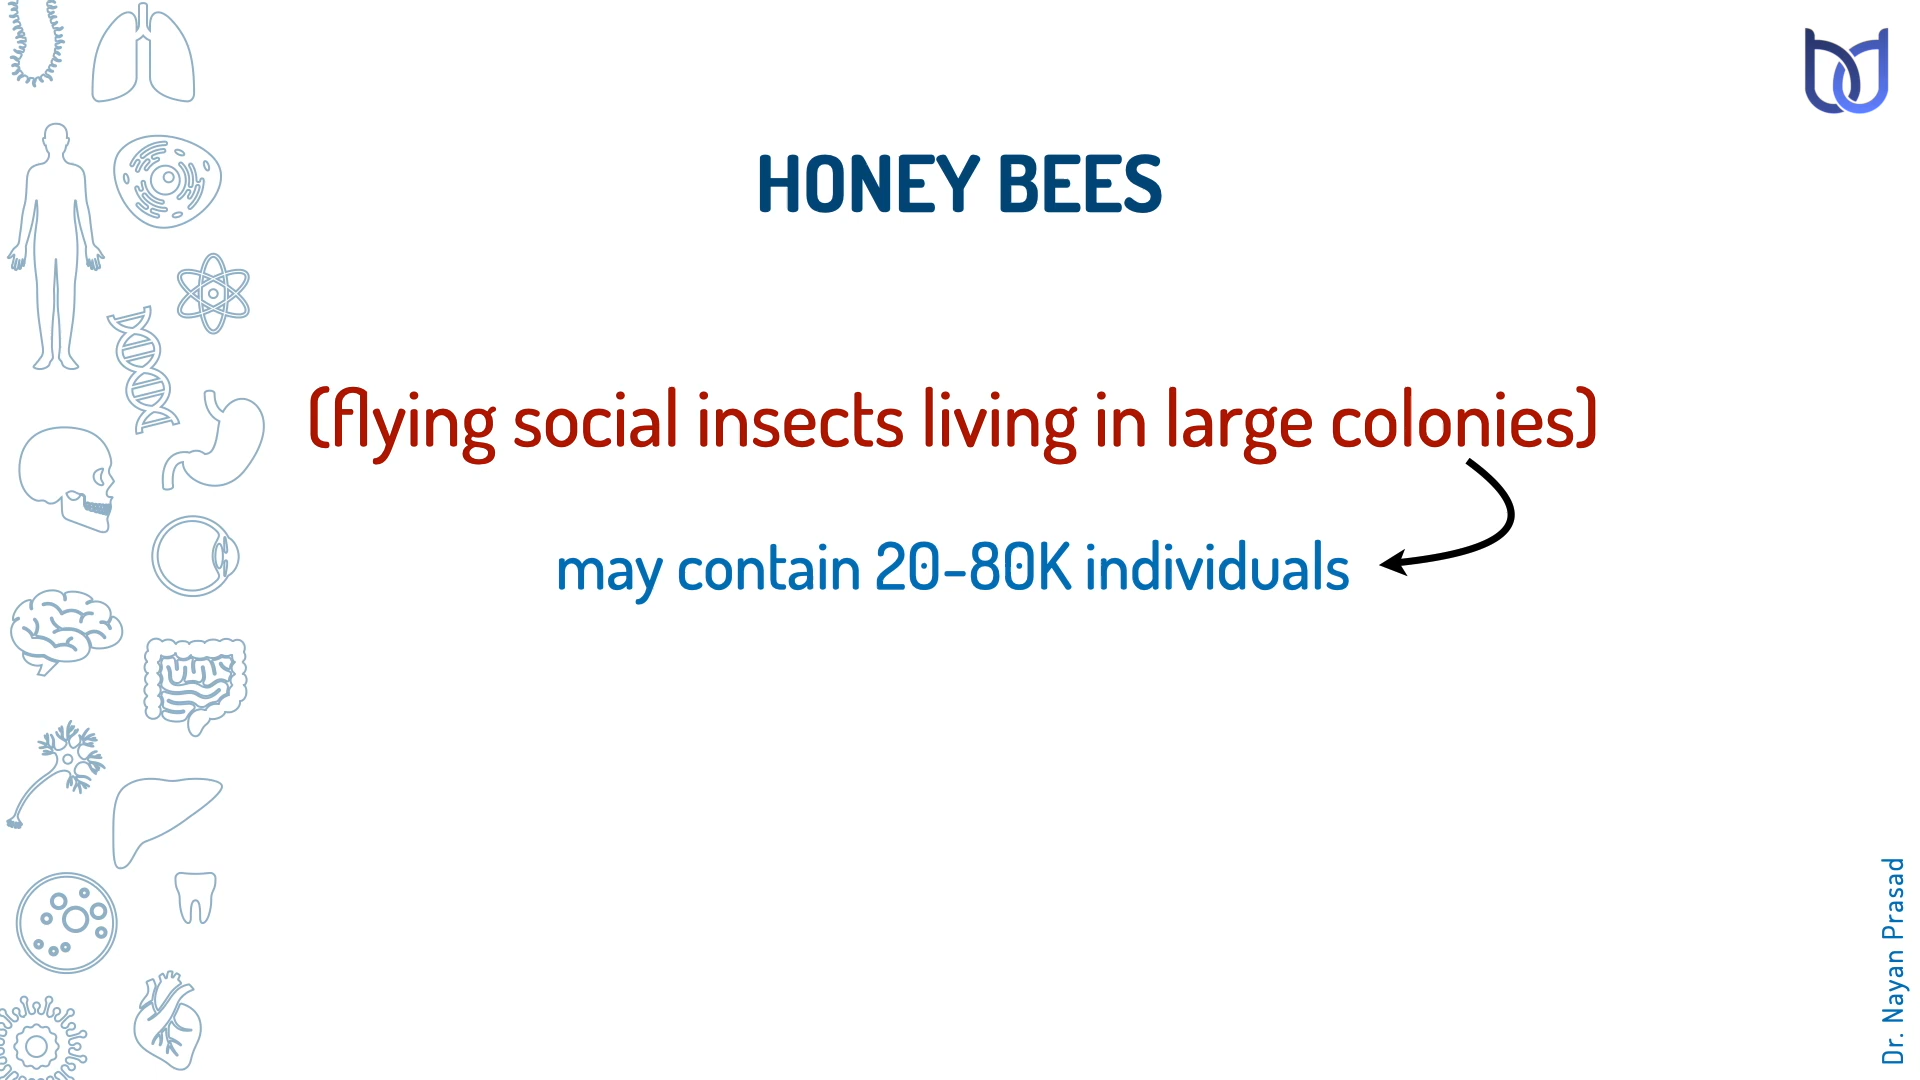 HONEY BEES
(flying social insects living in large colonies)
may contain 20-80K individuals
Dr. Nayan Prasad